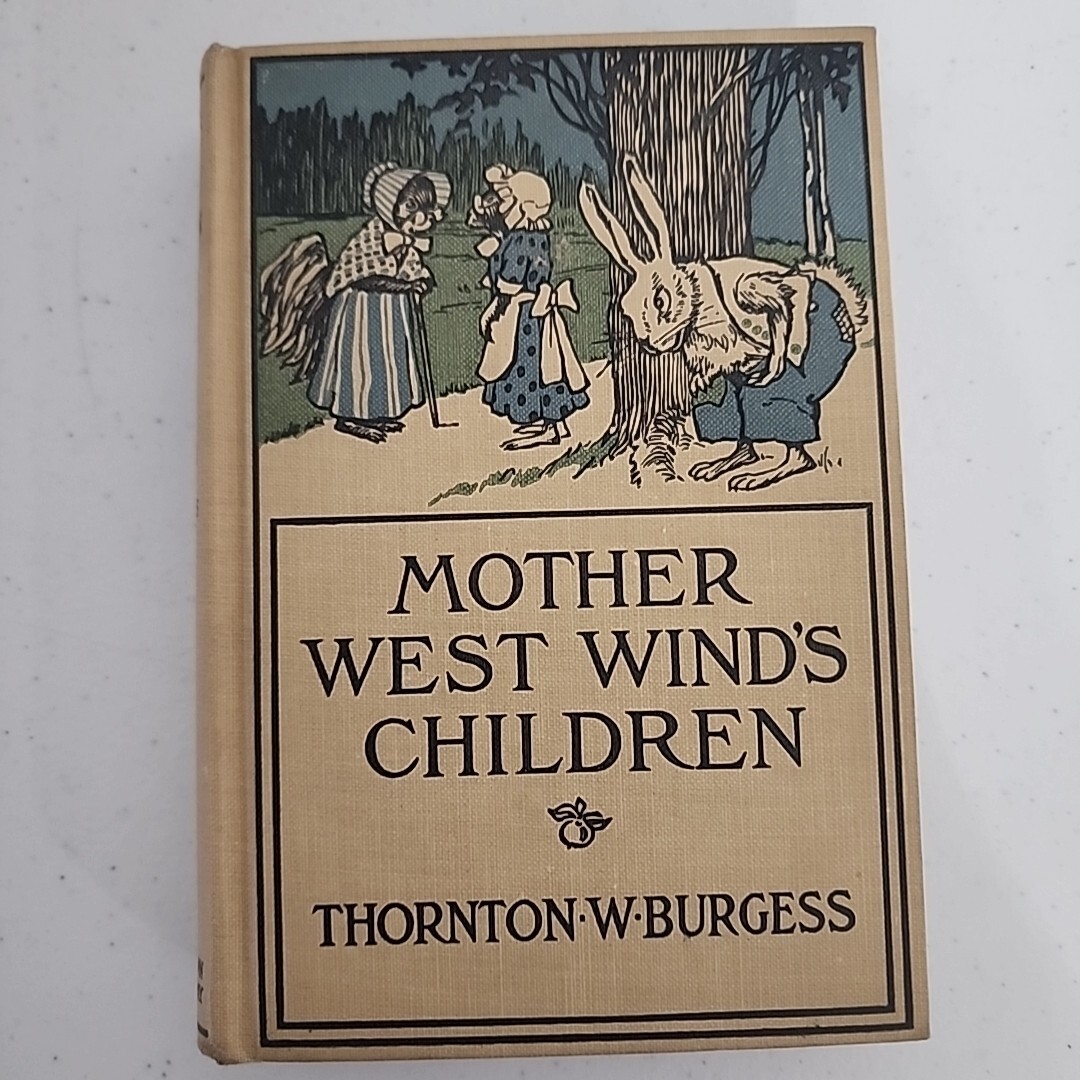 MOTHER
WEST WIND'S
CHILDREN
THORNTON·W·BURGESS